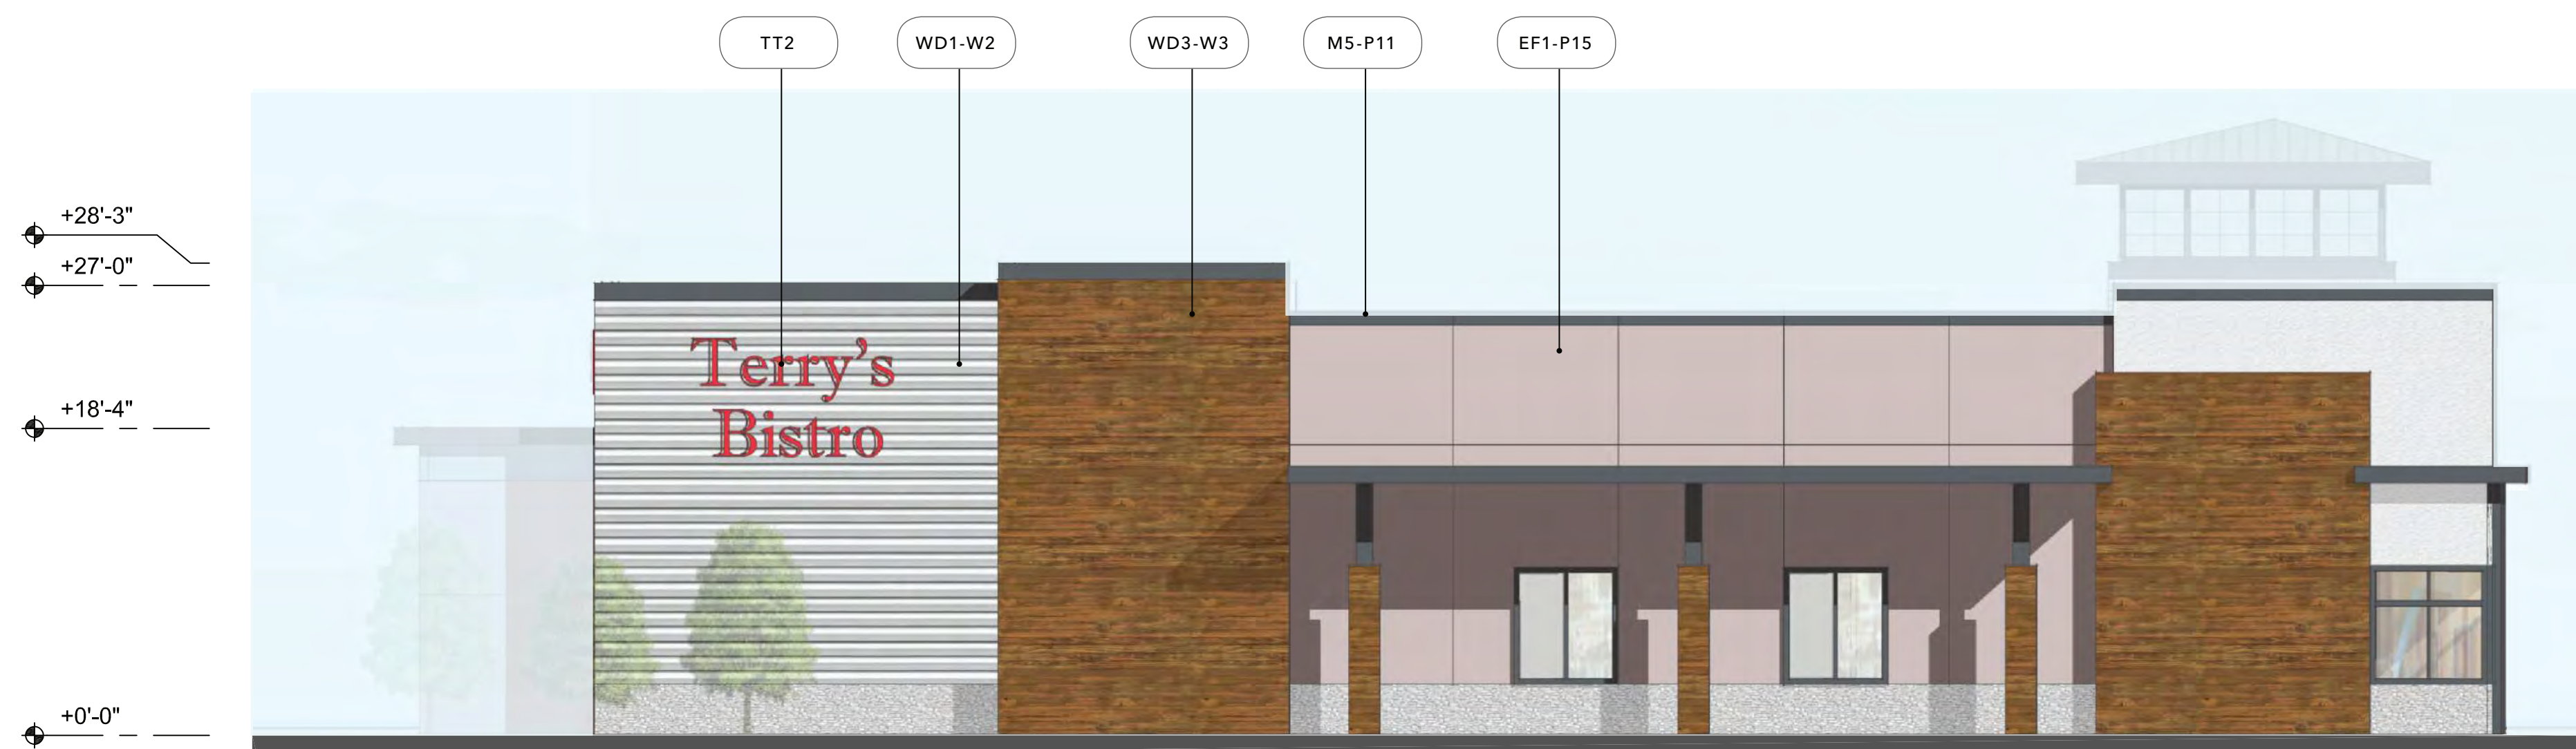 TT2
WD1-W2
WD3-W3
M5-P11
EF1-P15
+28'-3"
+27'-0"
+18'-4"
+0'-0"
Terry's
Bistro